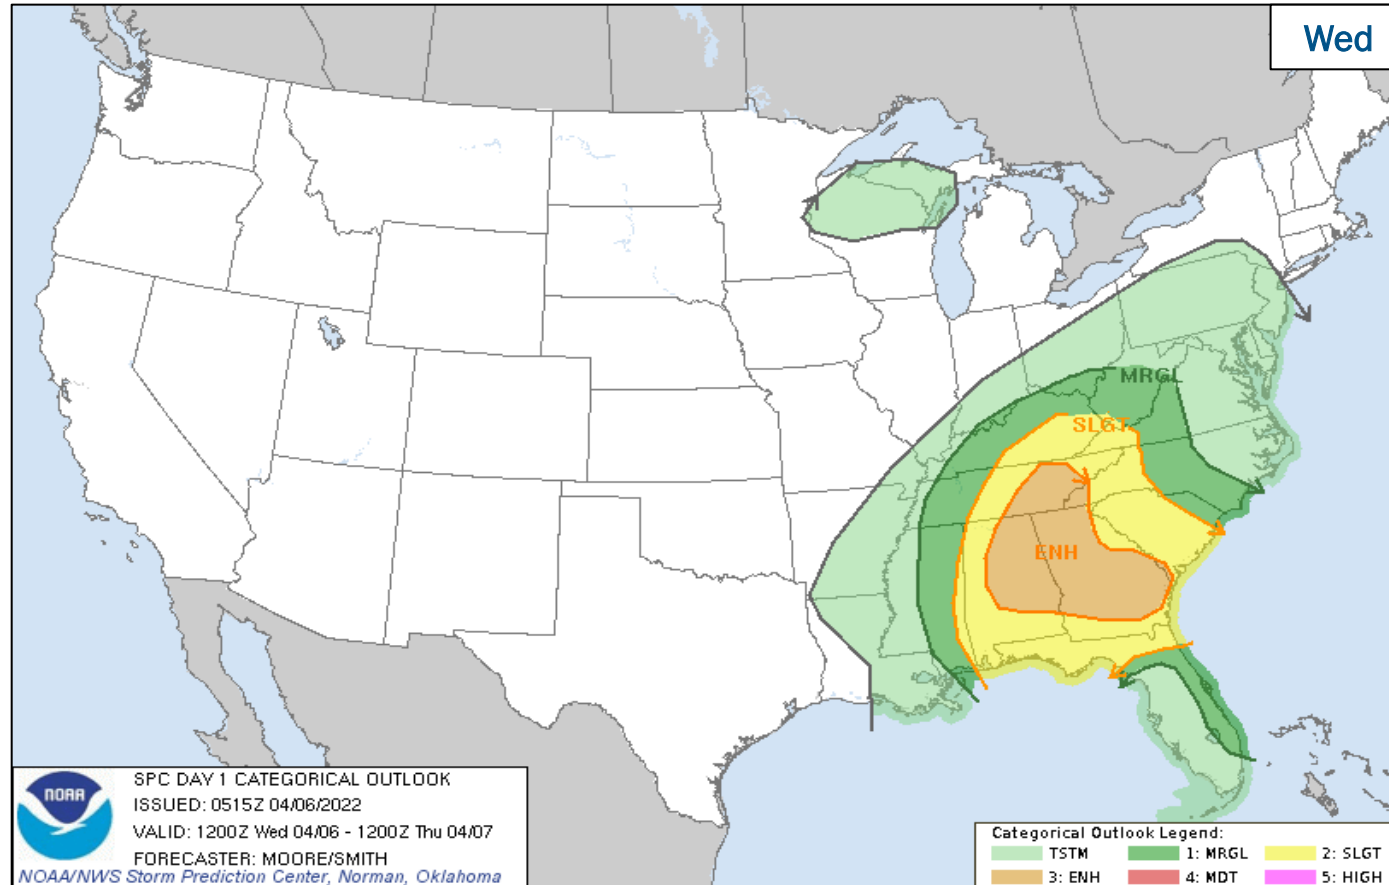 Wed
MRGL
SLGT
ENH
NOAA
SPC DAY 1 CATEGORICAL OUTLOOK
ISSUED: 0515Z 04/06/2022
VALID: 1200Z Wed 04/06 - 1200Z Thu 04/07
FORECASTER: MOORE/SMITH
NOAA/NWS Storm Prediction Center, Norman, Oklahoma
Categorical Outlook Legend:
TSTM 1: MRGL 2: SLGT
3: ENH 4: MDT 5: HIGH